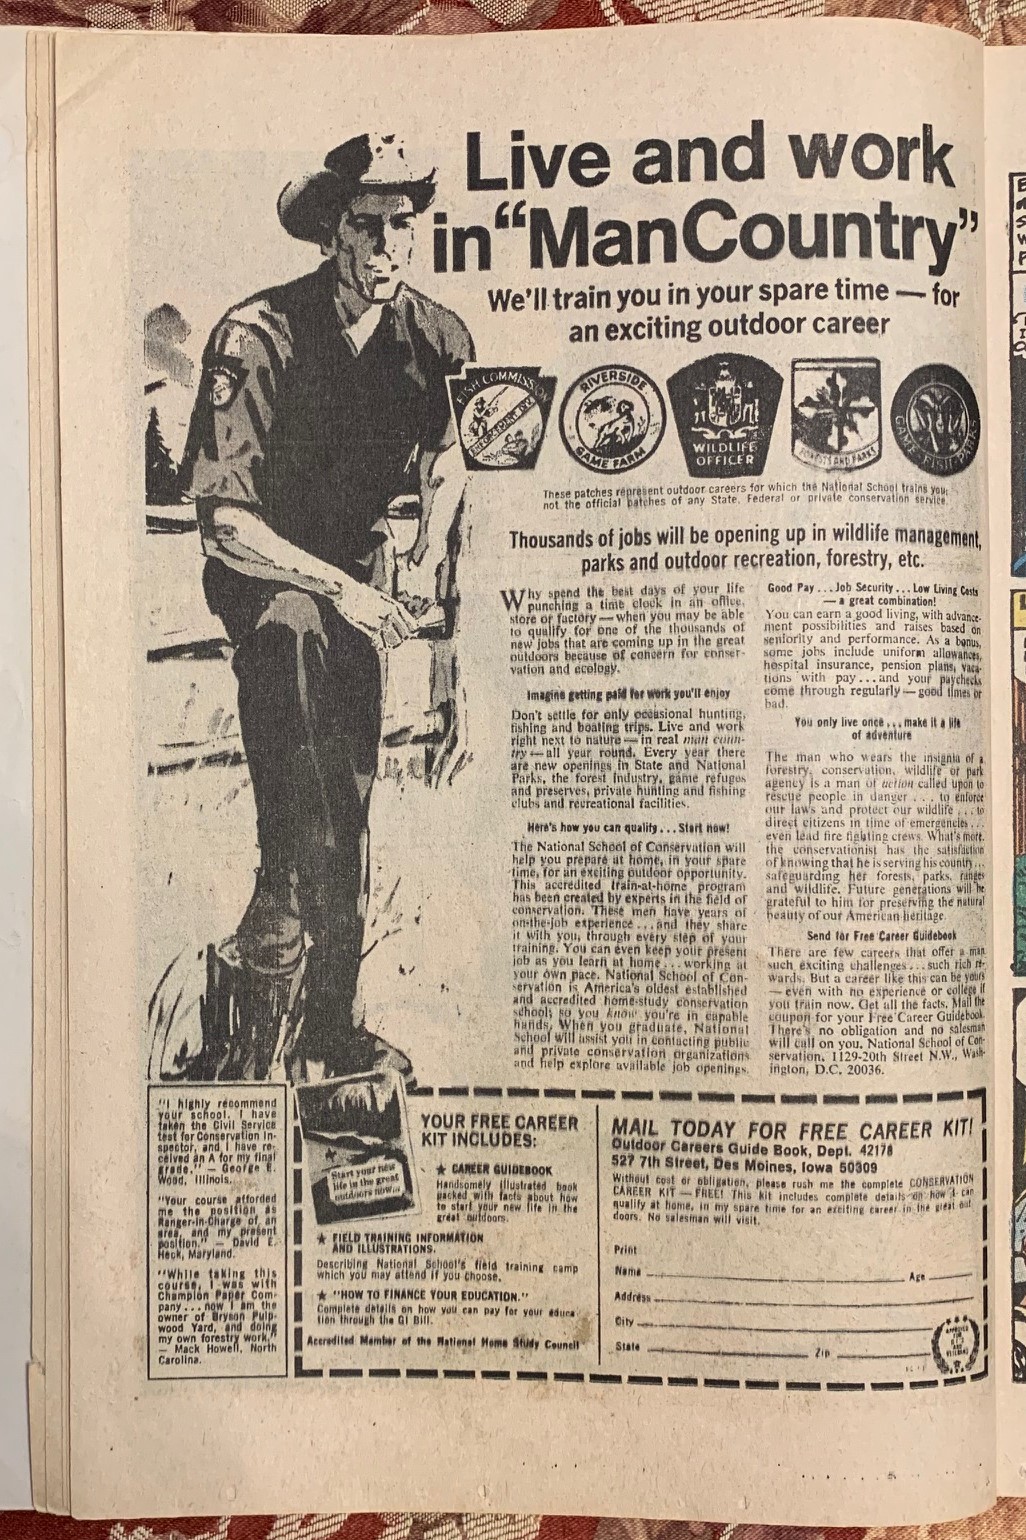 Live and work
in "ManCountry"
We'll train you in your spare time — for
an exciting outdoor career
FISH COMMISSION
ENFORCEMENT DIV.
RIVERSIDE
GAME FARM
WILDLIFE
OFFICER
FORESTS AND PARKS
GAME-FISH-PARKS
These patches represent outdoor careers for which the National School trains you;
not the official patches of any State, Federal or private conservation service.
Thousands of jobs will be opening up in wildlife management,
parks and outdoor recreation, forestry, etc.
Why spend the best days of your life
punching a time clock in an office,
store or factory — when you may be able
to qualify for one of the thousands of
new jobs that are coming up in the great
outdoors because of concern for conser-
vation and ecology.
Imagine getting paid for work you'll enjoy
Don't settle for only occasional hunting,
fishing and boating trips. Live and work
right next to nature — in real man coun-
try — all year round. Every year there
are new openings in State and National
Parks, the forest industry, game refuges
and preserves, private hunting and fishing
clubs and recreational facilities.
Here's how you can qualify . . . Start now!
The National School of Conservation will
help you prepare at home, in your spare
time, for an exciting outdoor opportunity.
This accredited train-at-home program
has been created by experts in the field of
conservation. These men have years of
on-the-job experience . . . and they share
it with you, through every step of your
training. You can even keep your present
job as you learn at home . . . working at
your own pace. National School of Con-
servation is America's oldest established
and accredited home-study conservation
school; so you know you're in capable
hands. When you graduate, National
School will assist you in contacting public
and private conservation organizations
and help explore available job openings.
Good Pay . . . Job Security . . . Low Living Costs
— a great combination!
You can earn a good living, with advance-
ment possibilities and raises based on
seniority and performance. As a bonus,
some jobs include uniform allowances,
hospital insurance, pension plans, vaca-
tions with pay . . . and your paychecks
come through regularly — good times or
bad.
You only live once . . . make it a life
of adventure
The man who wears the insignia of a
forestry, conservation, wildlife or park
agency is a man of action called upon to
rescue people in danger . . . to enforce
our laws and protect our wildlife . . . to
direct citizens in time of emergencies . . .
even lead fire fighting crews. What's more,
the conservationist has the satisfaction
of knowing that he is serving his country . . .
safeguarding her forests, parks, ranges
and wildlife. Future generations will be
grateful to him for preserving the natural
beauty of our American heritage.
Send for Free Career Guidebook
There are few careers that offer a man
such exciting challenges . . . such rich re-
wards. But a career like this can be yours
— even with no experience or college if
you train now. Get all the facts. Mail the
coupon for your Free Career Guidebook.
There's no obligation and no salesman
will call on you. National School of Con-
servation, 1129-20th Street N.W., Wash-
ington, D.C. 20036.
"I highly recommend
your school. I have
taken the Civil Service
test for Conservation In-
spector, and I have re-
ceived an A for my final
grade." — George E.
Wood, Illinois.
"Your course afforded
me the position as
Ranger-In-Charge of an
area, and my present
position." — David E.
Heck, Maryland.
"While taking this
course, I was with
Champion Paper Com-
pany . . . now I am the
owner of Bryson Pulp-
wood Yard, and doing
my own forestry work."
— Mack Howell, North
Carolina.
Start your new
life in the great
outdoors now...
YOUR FREE CAREER
KIT INCLUDES:
★ CAREER GUIDEBOOK
Handsomely illustrated book
packed with facts about how
to start your new life in the
great outdoors.
★ FIELD TRAINING INFORMATION
AND ILLUSTRATIONS.
Describing National School's field training camp
which you may attend if you choose.
★ "HOW TO FINANCE YOUR EDUCATION."
Complete details on how you can pay for your educa-
tion through the GI Bill.
Accredited Member of the National Home Study Council
MAIL TODAY FOR FREE CAREER KIT!
Outdoor Careers Guide Book, Dept. 42178
527 7th Street, Des Moines, Iowa 50309
Without cost or obligation, please rush me the complete CONSERVATION
CAREER KIT — FREE! This kit includes complete details on how I can
qualify at home, in my spare time for an exciting career in the great out-
doors. No salesman will visit.
Print
Name Age
Address
City
State Zip
APPROVED
FOR
VETERANS